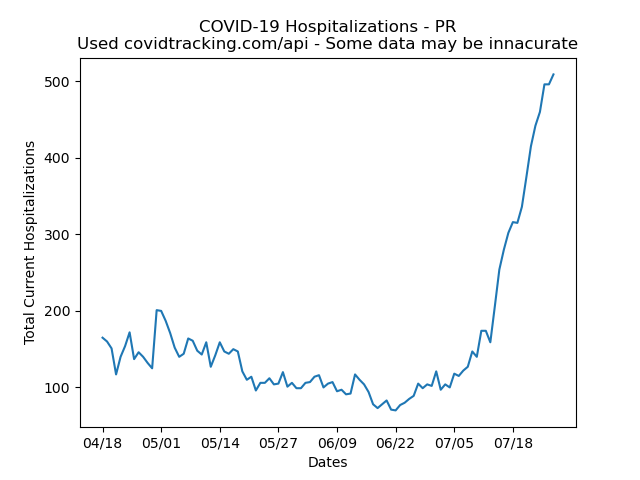 COVID-19 Hospitalizations - PR
Used covidtracking.com/api - Some data may be innacurate
Total Current Hospitalizations
500
400
300
200
100
04/18 05/01 05/14 05/27 06/09 06/22 07/05 07/18
Dates